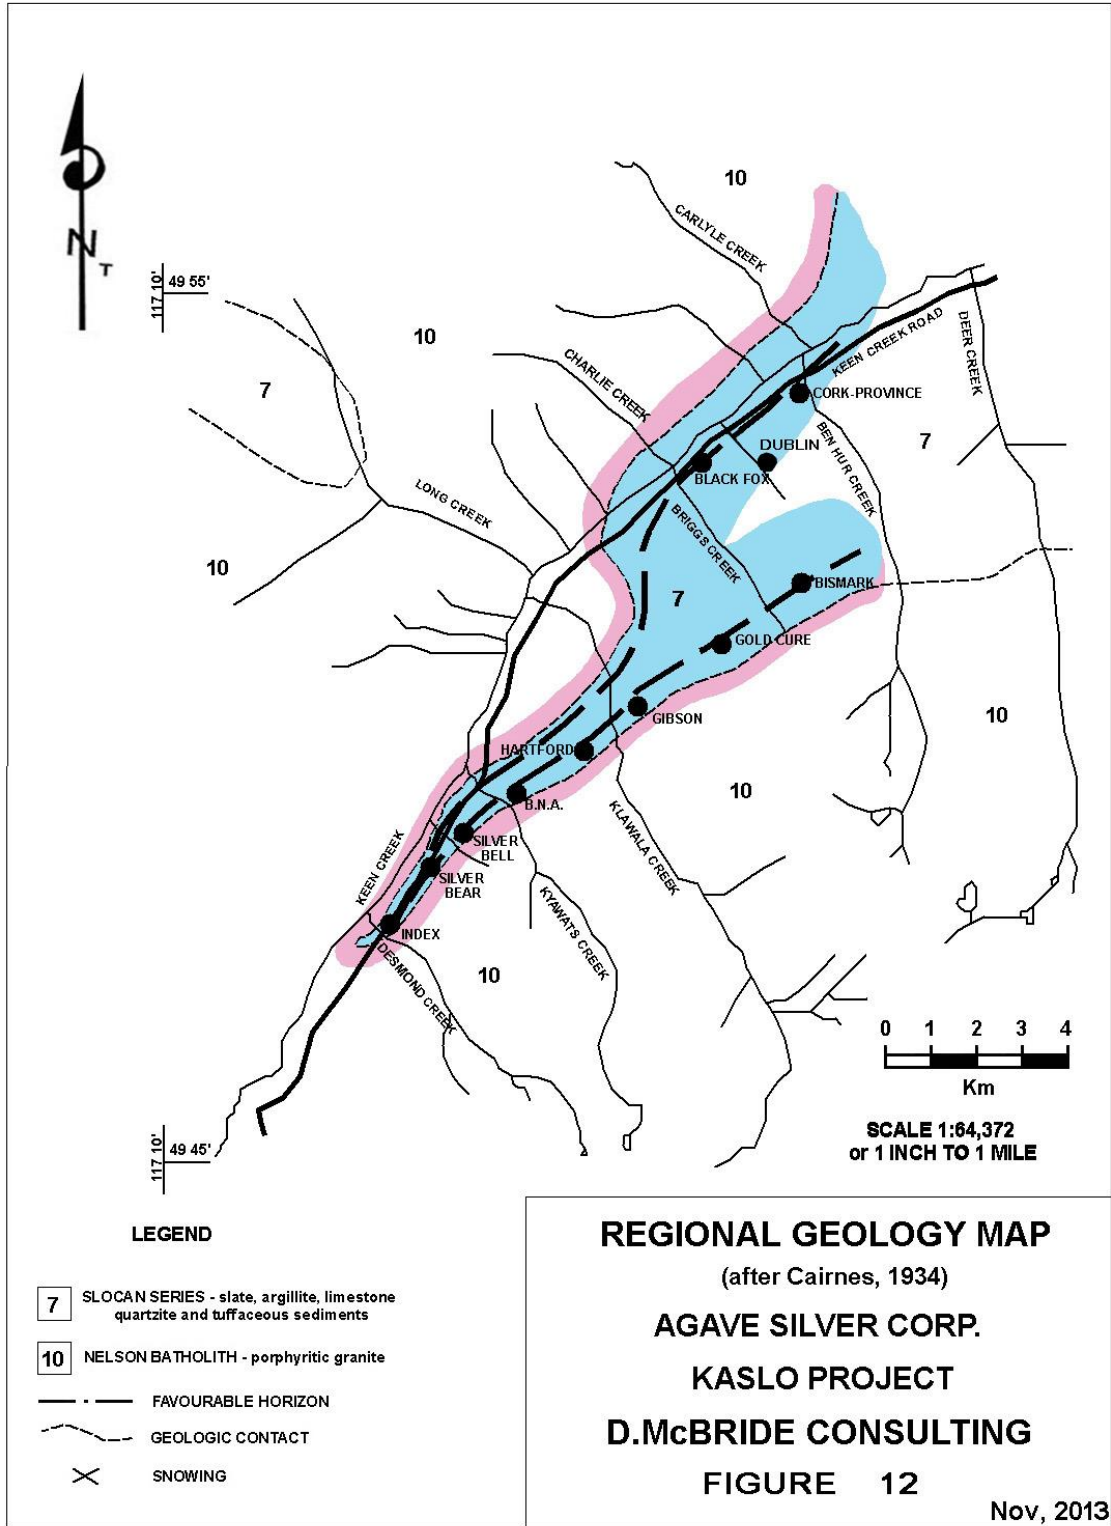 10
CARLYLE CREEK
N
T
117 10'
49 55'
10
7
KEEN CREEK ROAD
DEER CREEK
CHARLIE CREEK
CORK-PROVINCE
7
DUBLIN
BEN HUR CREEK
BLACK FOX
LONG CREEK
BRIGGS CREEK
10
7
BISMARK
GOLD CURE
GIBSON
10
HARTFORD
10
B.N.A.
KLAWALA CREEK
SILVER
BELL
KEEN CREEK
SILVER
BEAR
KYAWATS CREEK
INDEX
DESMOND CREEK
10
0 1 2 3 4
Km
SCALE 1:64,372
or 1 INCH TO 1 MILE
117 10'
49 45'
LEGEND
7 SLOCAN SERIES - slate, argillite, limestone
quartzite and tuffaceous sediments
10 NELSON BATHOLITH - porphyritic granite
FAVOURABLE HORIZON
GEOLOGIC CONTACT
SNOWING
REGIONAL GEOLOGY MAP
(after Cairnes, 1934)
AGAVE SILVER CORP.
KASLO PROJECT
D.McBRIDE CONSULTING
FIGURE 12
Nov, 2013